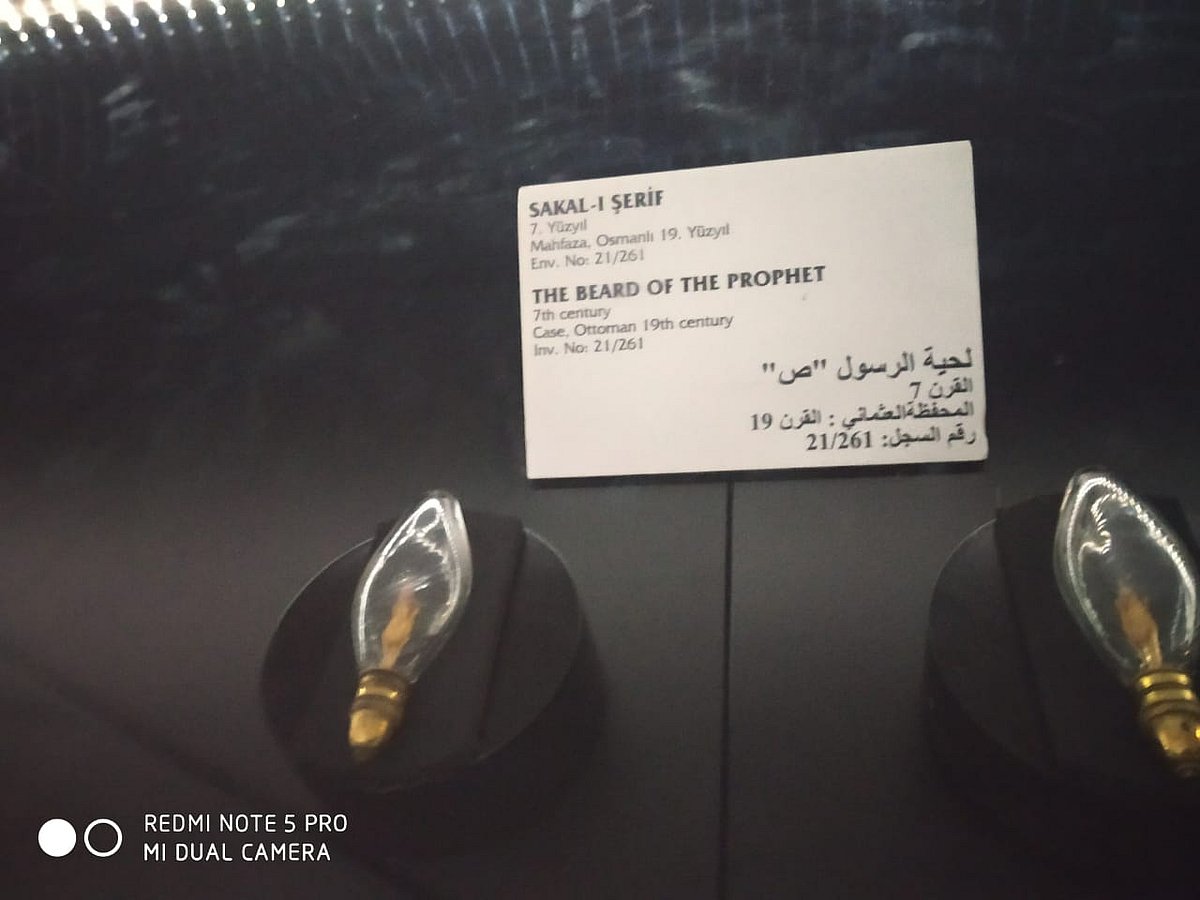 SAKAL-I ŞERİF
7. Yüzyıl
Mahfaza, Osmanlı 19. Yüzyıl
Env. No: 21/261
THE BEARD OF THE PROPHET
7th century
Case, Ottoman 19th century
Inv. No: 21/261
لحية الرسول "ص"
القرن 7
المحفظةالعثماني : القرن 19
رقم السجل: 21/261
REDMI NOTE 5 PRO
MI DUAL CAMERA